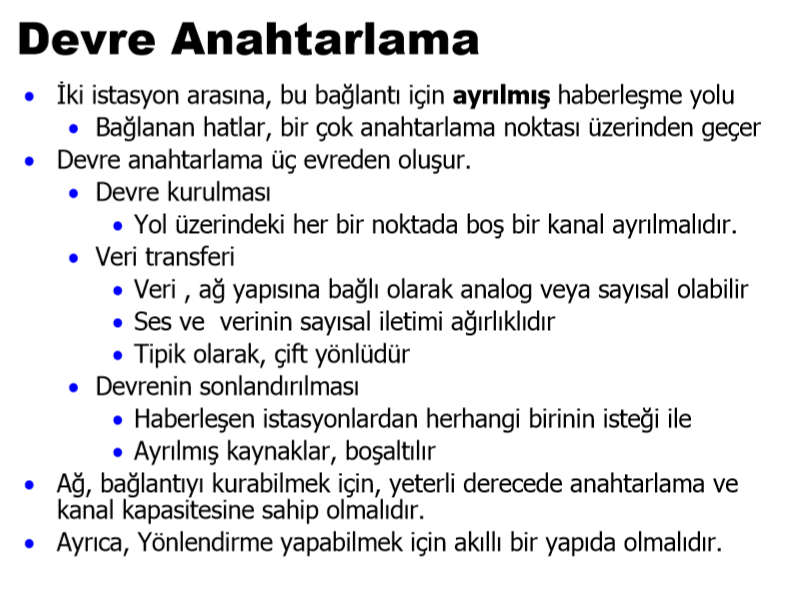 Devre Anahtarlama
• İki istasyon arasına, bu bağlantı için ayrılmış haberleşme yolu
• Bağlanan hatlar, bir çok anahtarlama noktası üzerinden geçer
• Devre anahtarlama üç evreden oluşur.
• Devre kurulması
• Yol üzerindeki her bir noktada boş bir kanal ayrılmalıdır.
• Veri transferi
• Veri , ağ yapısına bağlı olarak analog veya sayısal olabilir
• Ses ve  verinin sayısal iletimi ağırlıklıdır
• Tipik olarak, çift yönlüdür
• Devrenin sonlandırılması
• Haberleşen istasyonlardan herhangi birinin isteği ile
• Ayrılmış kaynaklar, boşaltılır
• Ağ, bağlantıyı kurabilmek için, yeterli derecede anahtarlama ve
kanal kapasitesine sahip olmalıdır.
• Ayrıca, Yönlendirme yapabilmek için akıllı bir yapıda olmalıdır.